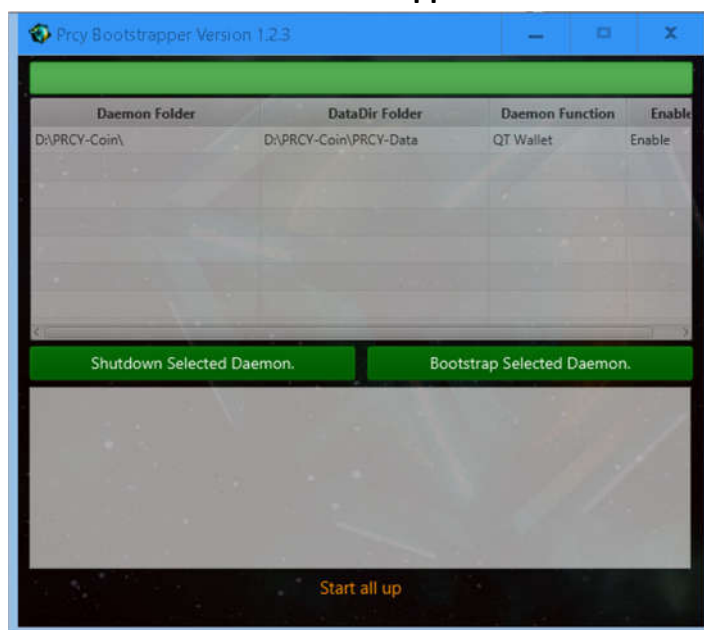 Prcy Bootstrapper Version 1.2.3
Daemon Folder DataDir Folder Daemon Function Enable
D:\PRCY-Coin\ D:\PRCY-Coin\PRCY-Data QT Wallet Enable
Shutdown Selected Daemon. Bootstrap Selected Daemon.
Start all up